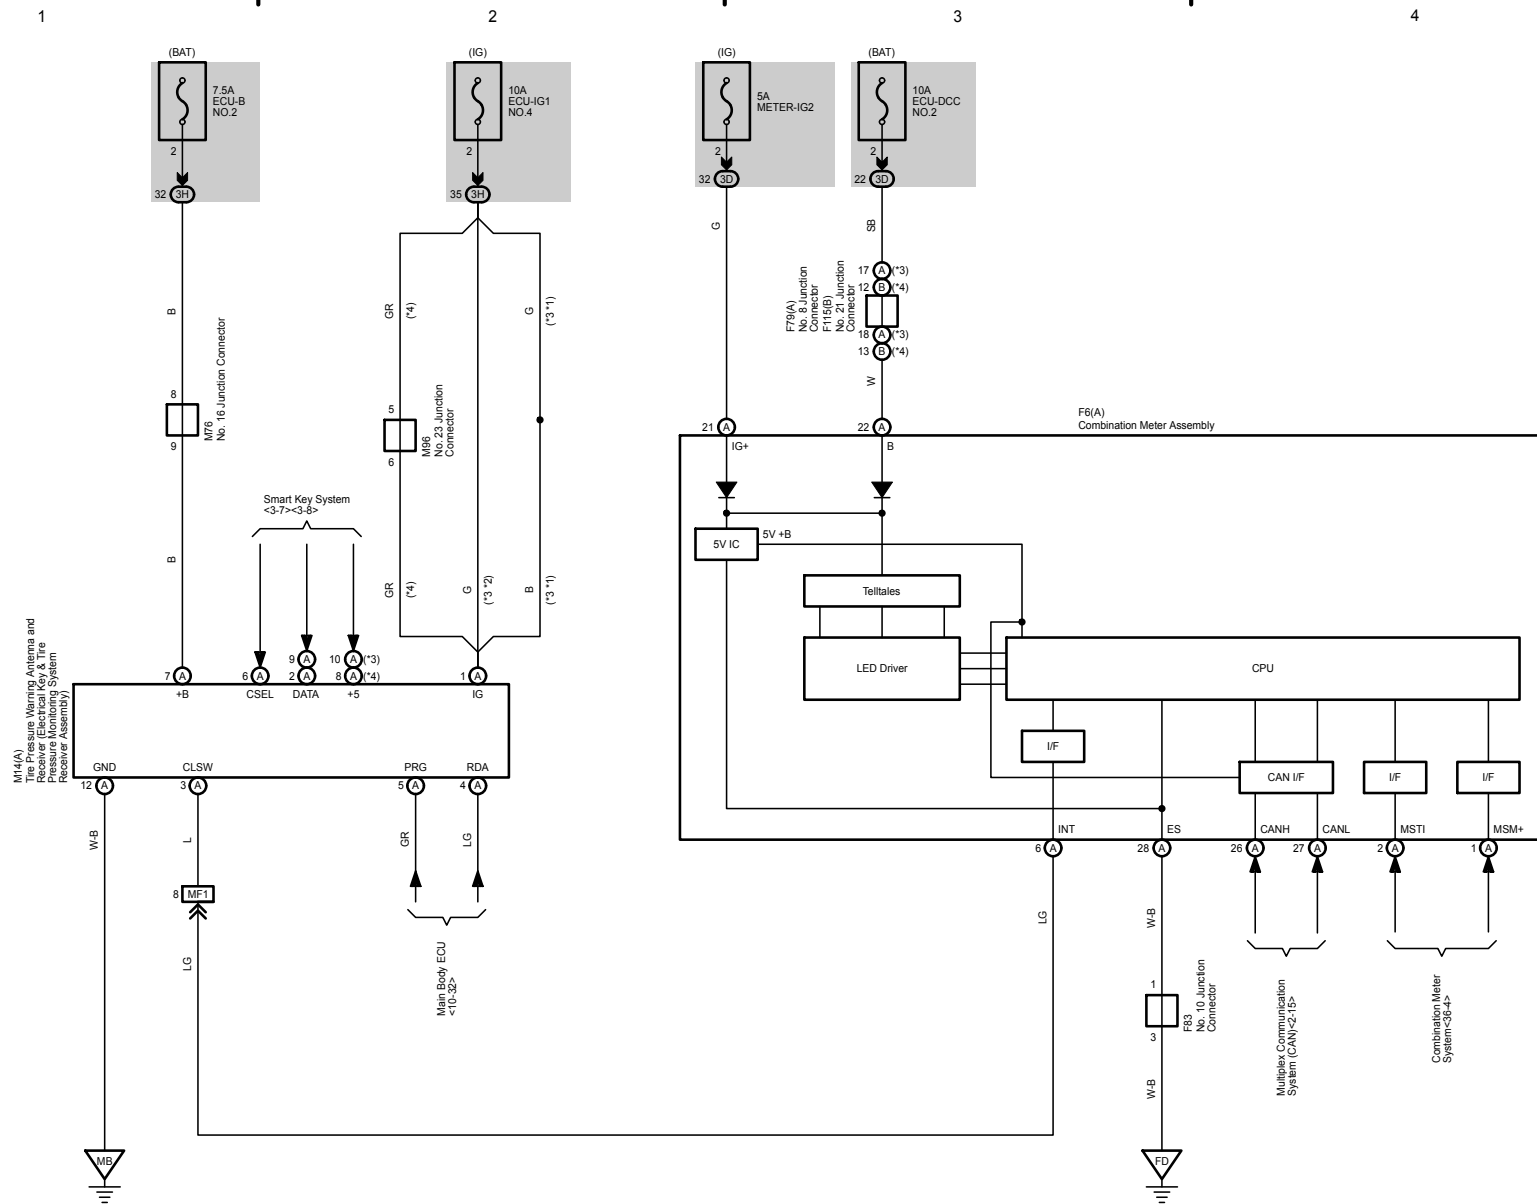 1
2
3
4
(BAT)
7.5A
ECU-B
NO.2
2
32 3H
(IG)
10A
ECU-IG1
NO.4
2
35 3H
(IG)
5A
METER-IG2
2
32 3D
(BAT)
10A
ECU-DCC
NO.2
2
22 3D
B
8
M76
No. 16 Junction Connector
9
B
GR
(*4)
5
M96
No. 23 Junction
Connector
6
GR
(*4)
G
(*3 *2)
G
(*3 *1)
B
(*3 *1)
G
SB
17 A (*3)
12 B (*4)
F79(A)
No. 8 Junction
Connector
F115(B)
No. 21 Junction
Connector
18 A (*3)
13 B (*4)
W
Smart Key System
<3-7><3-8>
9 A
10 A (*3)
7 A
6 A
2 A
8 A (*4)
1 A
+B
CSEL
DATA
+5
IG
M14(A)
Tire Pressure Warning Antenna and
Receiver (Electrical Key & Tire
Pressure Monitoring System
Receiver Assembly)
GND
CLSW
PRG
RDA
12 A
3 A
5 A
4 A
W-B
L
GR
LG
8 MF1
LG
Main Body ECU
<10-32>
MB
F6(A)
Combination Meter Assembly
21 A
22 A
IG+
B
5V IC
5V +B
Telltales
LED Driver
CPU
I/F
CAN I/F
I/F
I/F
INT
ES
CANH
CANL
MSTI
MSM+
6 A
28 A
26 A
27 A
2 A
1 A
LG
W-B
1
F83
No. 10 Junction
Connector
3
W-B
FD
Multiplex Communication
System (CAN)<2-15>
Combination Meter
System<36-4>